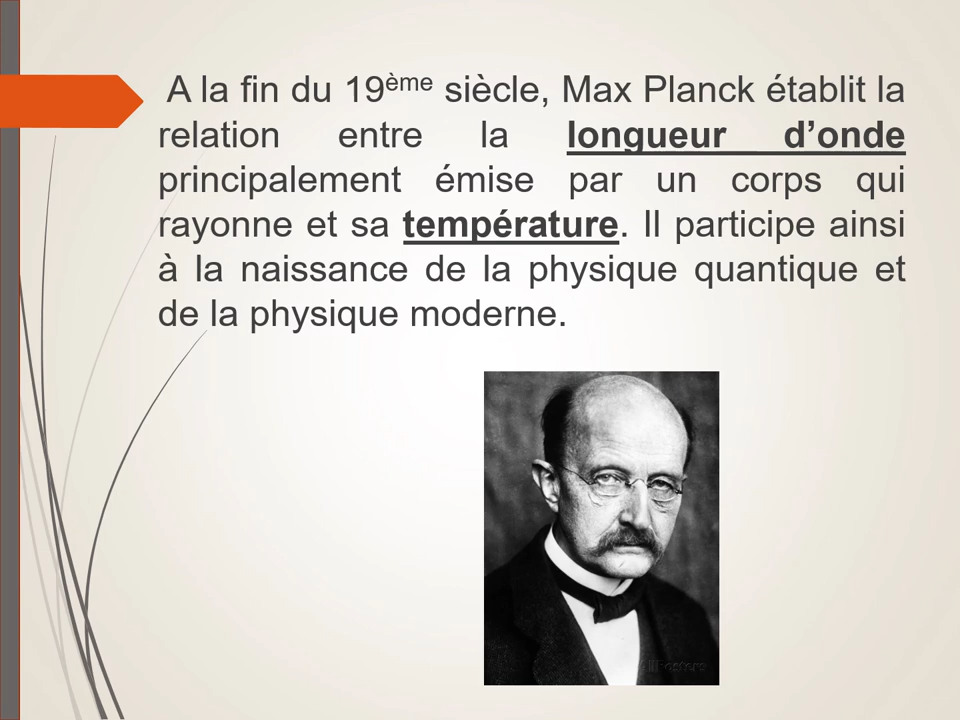 A la fin du 19ème siècle, Max Planck établit la
relation entre la longueur d’onde
principalement émise par un corps qui
rayonne et sa température. Il participe ainsi
à la naissance de la physique quantique et
de la physique moderne.